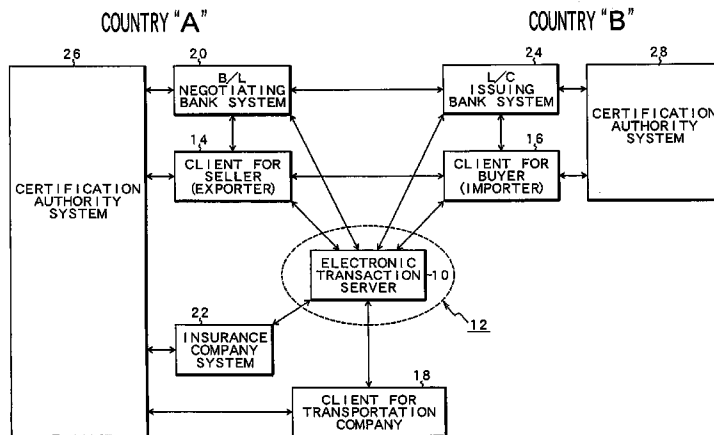 COUNTRY "A"
COUNTRY "B"
26
20
24
28
B/L
NEGOTIATING
BANK SYSTEM
L/C
ISSUING
BANK SYSTEM
CERTIFICATION
AUTHORITY
SYSTEM
14
16
CLIENT FOR
SELLER
(EXPORTER)
CLIENT FOR
BUYER
(IMPORTER)
CERTIFICATION
AUTHORITY
SYSTEM
ELECTRONIC
TRANSACTION
SERVER
10
12
22
INSURANCE
COMPANY
SYSTEM
18
CLIENT FOR
TRANSPORTATION
COMPANY